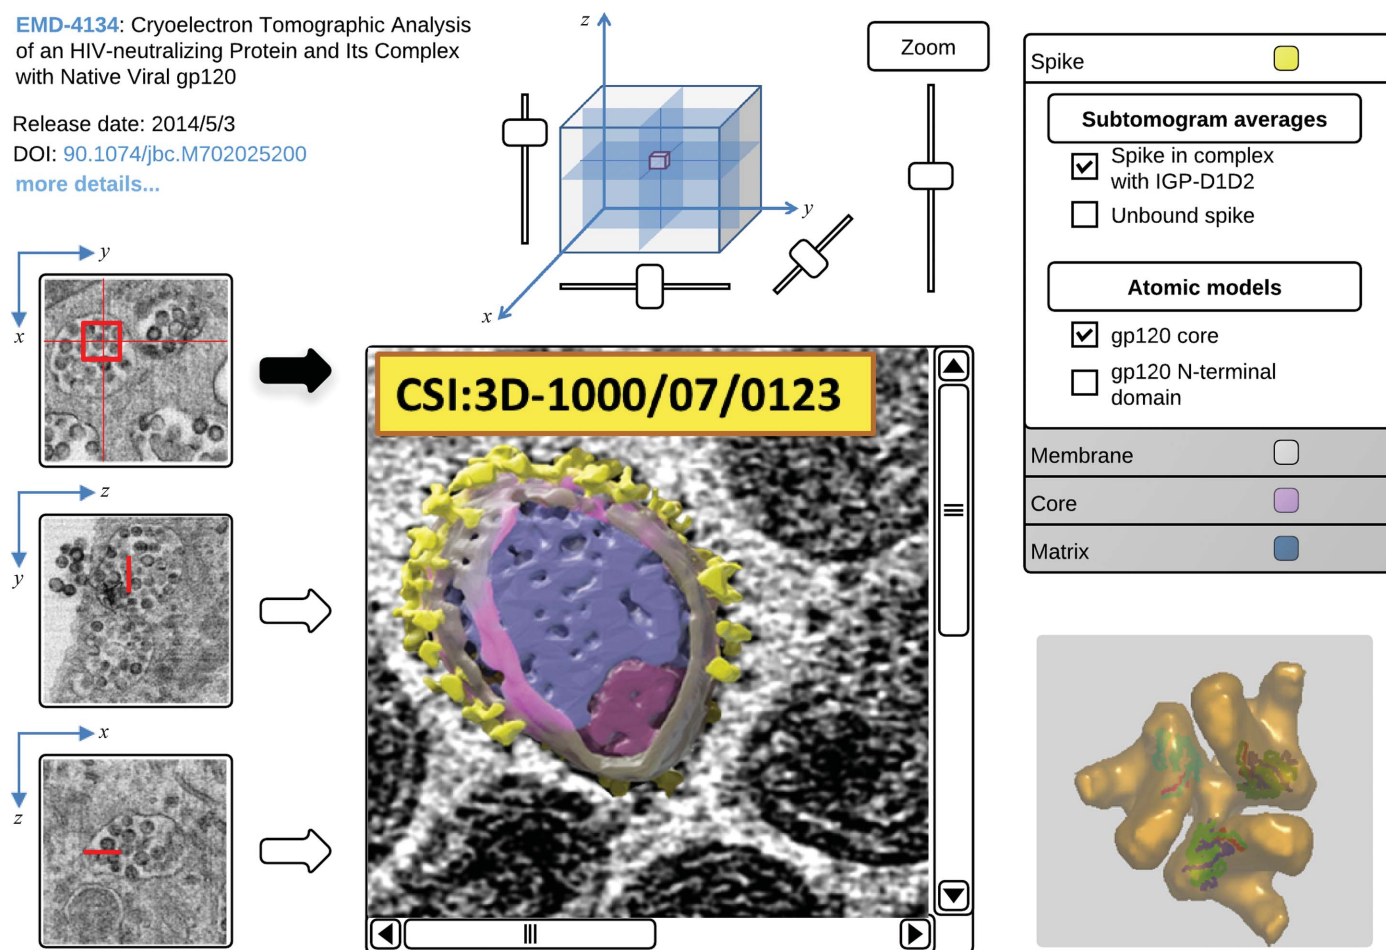 EMD-4134: Cryoelectron Tomographic Analysis
of an HIV-neutralizing Protein and Its Complex
with Native Viral gp120
Release date: 2014/5/3
DOI: 90.1074/jbc.M702025200
more details...
y
x
z
y
x
z
z
y
x
Zoom
CSI:3D-1000/07/0123
Spike
Subtomogram averages
Spike in complex
with IGP-D1D2
Unbound spike
Atomic models
gp120 core
gp120 N-terminal
domain
Membrane
Core
Matrix